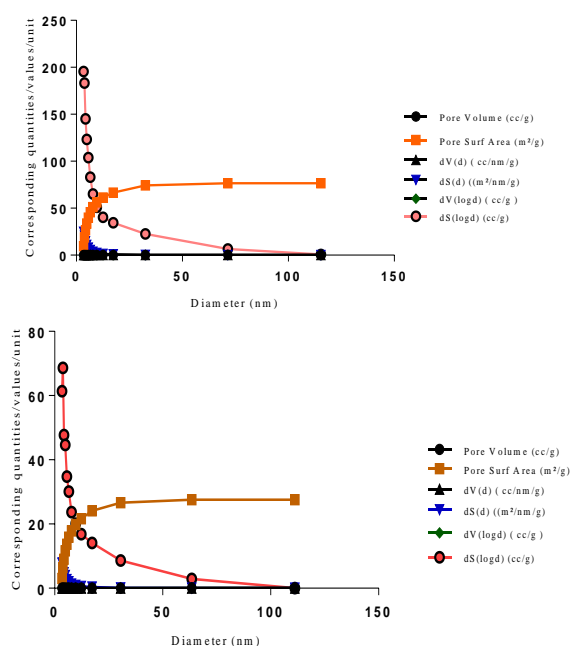 Corresponding quantities/values/unit
250
200
150
100
50
0
0
50
100
150
Diameter (nm)
Pore Volume (cc/g)
Pore Surf Area (m²/g)
dV(d) ( cc/nm/g)
dS(d) ((m²/nm/g)
dV(logd) ( cc/g )
dS(logd) (cc/g)
Corresponding quantities/values/unit
80
60
40
20
0
0
50
100
150
Diameter (nm)
Pore Volume (cc/g)
Pore Surf Area (m²/g)
dV(d) ( cc/nm/g)
dS(d) ((m²/nm/g)
dV(logd) ( cc/g )
dS(logd) (cc/g)